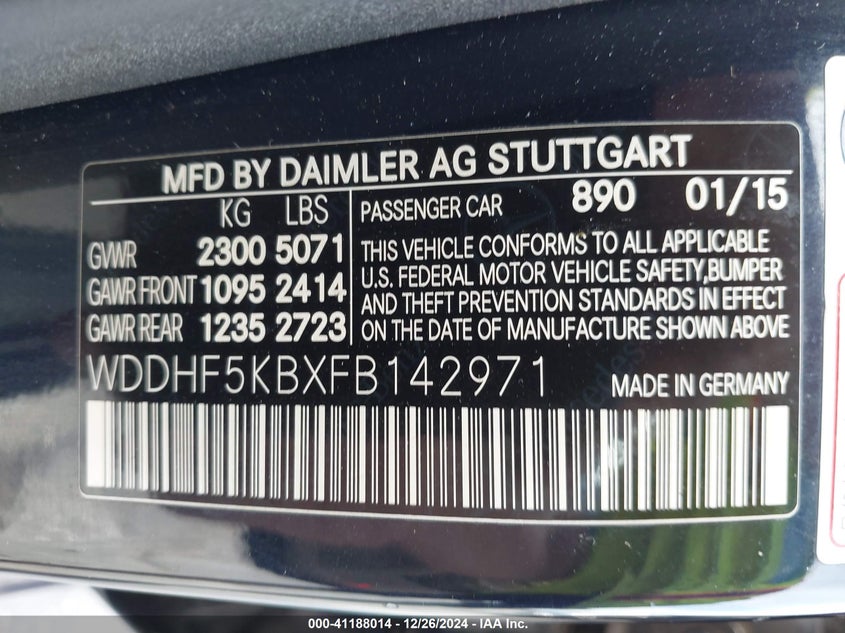 MFD BY DAIMLER AG STUTTGART
KG LBS
GVWR 2300 5071
GAWR FRONT 1095 2414
GAWR REAR 1235 2723
PASSENGER CAR 890 01/15
THIS VEHICLE CONFORMS TO ALL APPLICABLE
U.S. FEDERAL MOTOR VEHICLE SAFETY,BUMPER
AND THEFT PREVENTION STANDARDS IN EFFECT
ON THE DATE OF MANUFACTURE SHOWN ABOVE
WDDHF5KBXFB142971 MADE IN GERMANY
000-41188014 - 12/26/2024 - IAA Inc.